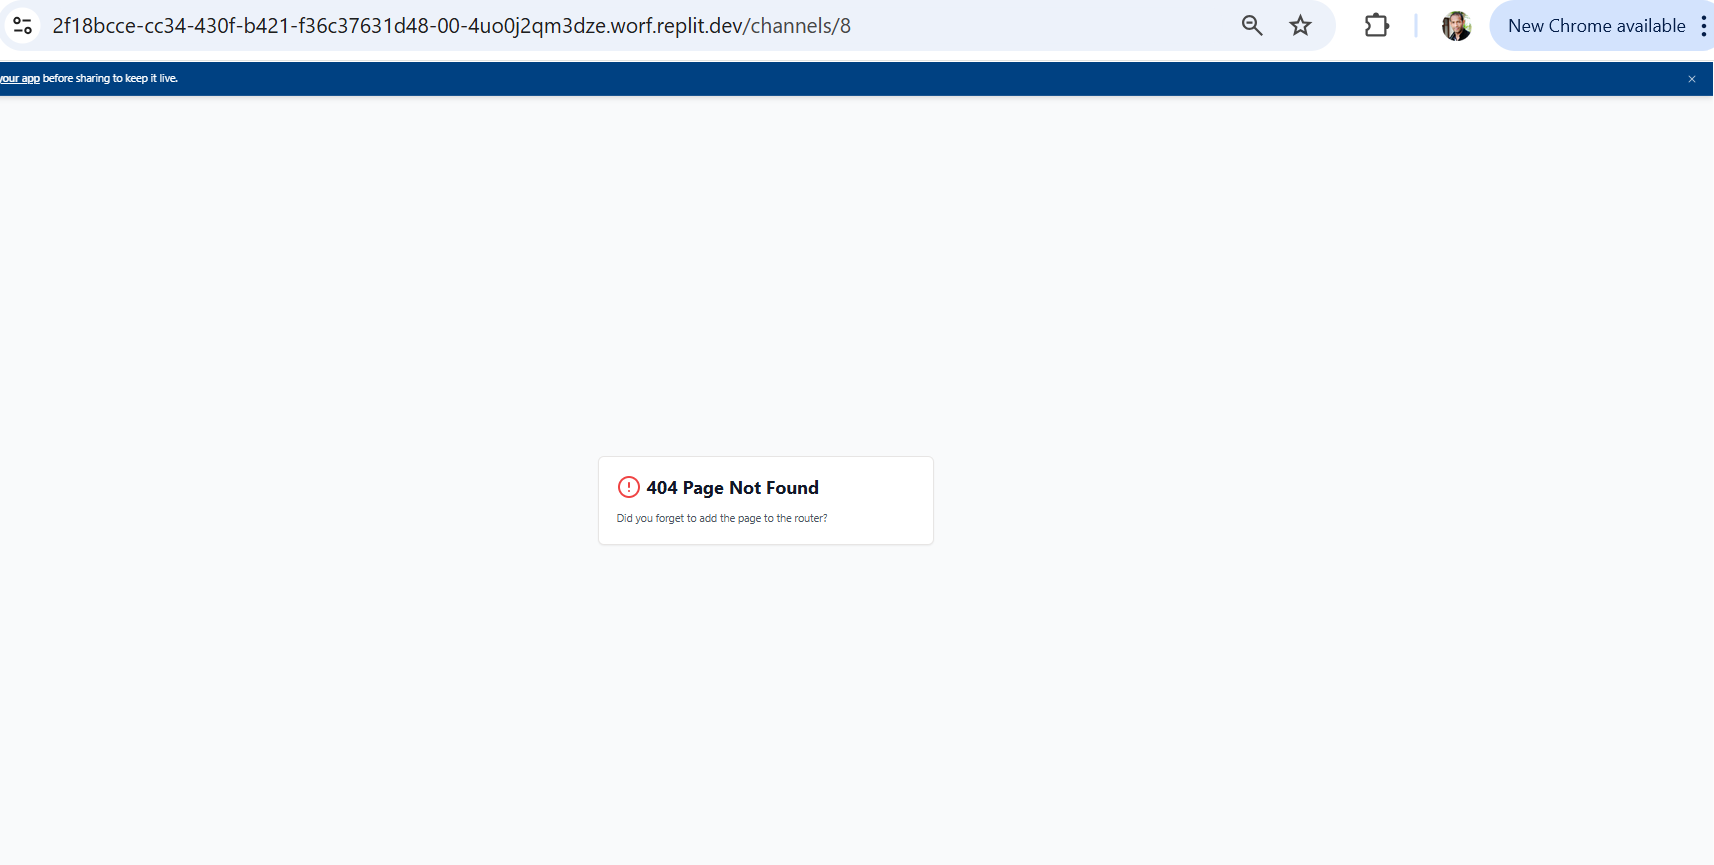 2f18bcce-cc34-430f-b421-f36c37631d48-00-4uo0j2qm3dze.worf.replit.dev/channels/8
New Chrome available
your app before sharing to keep it live.
404 Page Not Found
Did you forget to add the page to the router?